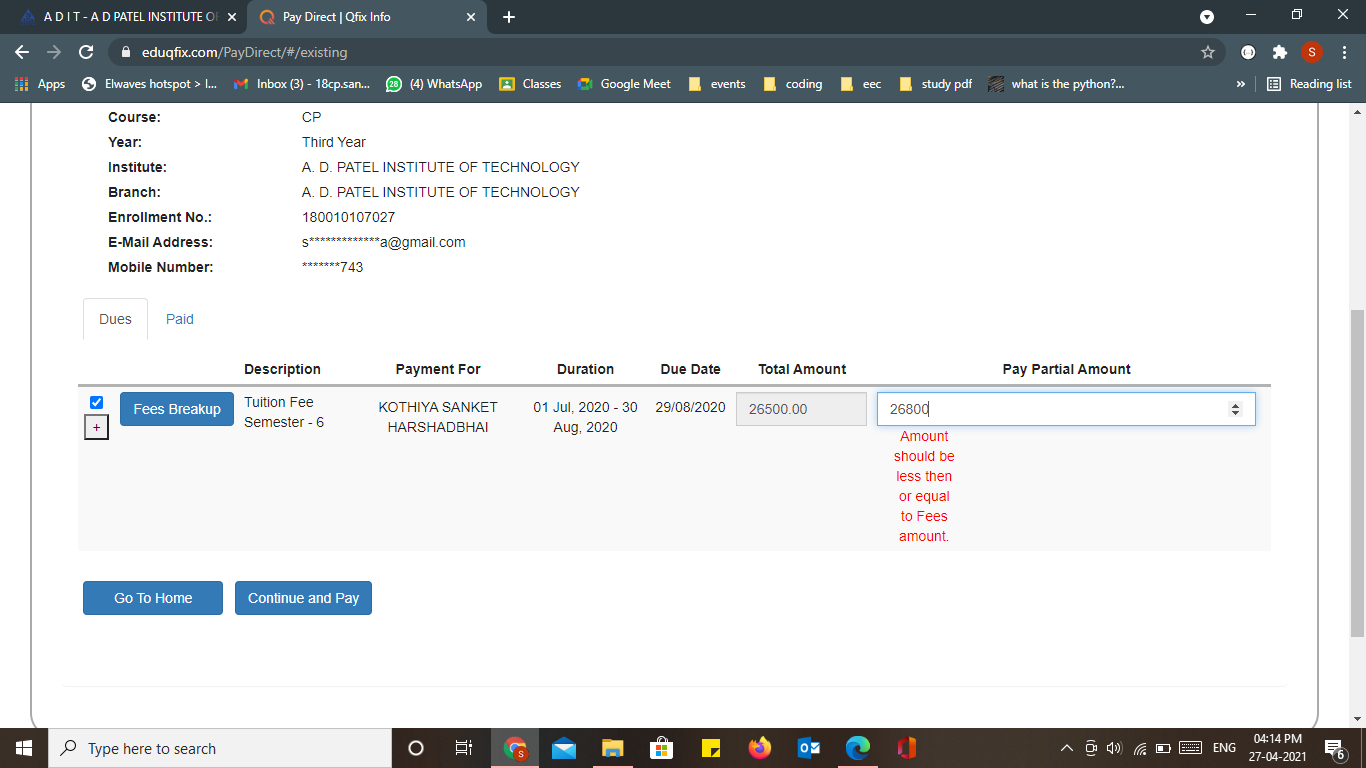 A D I T - A D PATEL INSTITUTE OF
Pay Direct | Qfix Info
eduqfix.com/PayDirect/#/existing
S
Apps
Elwaves hotspot > l...
Inbox (3) - 18cp.san...
28
(4) WhatsApp
Classes
Google Meet
events
coding
eec
study pdf
what is the python?...
»
Reading list
Course: CP
Year: Third Year
Institute: A. D. PATEL INSTITUTE OF TECHNOLOGY
Branch: A. D. PATEL INSTITUTE OF TECHNOLOGY
Enrollment No.: 180010107027
E-Mail Address: s*************a@gmail.com
Mobile Number: *******743
Dues
Paid
Description Payment For Duration Due Date Total Amount Pay Partial Amount
+
Fees Breakup
Tuition Fee
Semester - 6
KOTHIYA SANKET
HARSHADBHAI
01 Jul, 2020 - 30
Aug, 2020
29/08/2020
26500.00
26800
Amount
should be
less then
or equal
to Fees
amount.
Go To Home
Continue and Pay
Type here to search
S
ENG
04:14 PM
27-04-2021
6